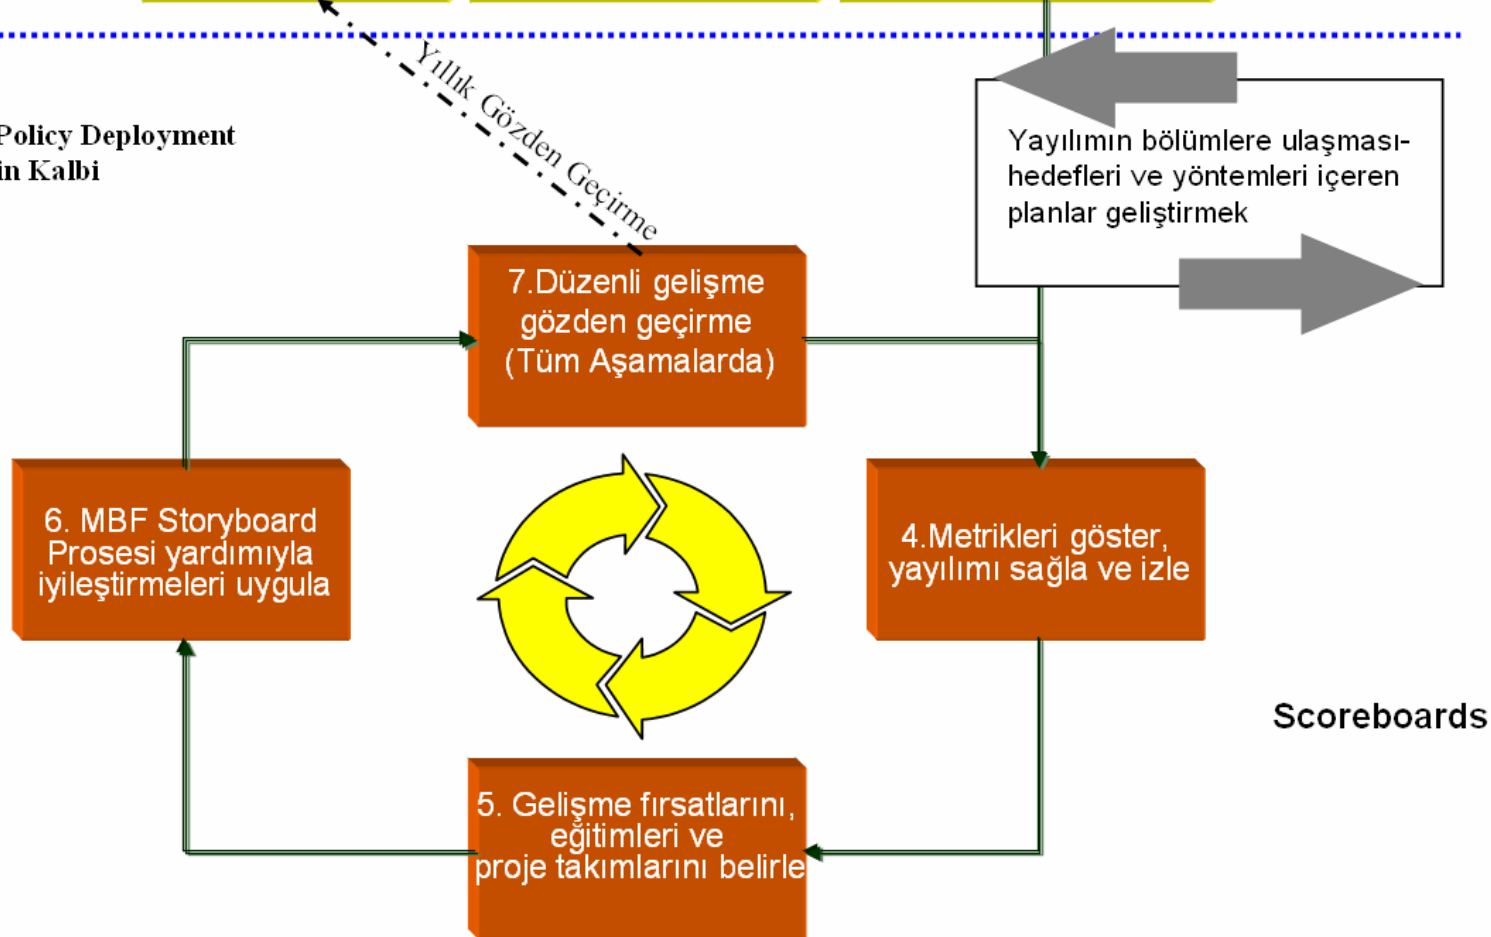 Yıllık Gözden Geçirme
Policy Deployment
in Kalbi
Yayılımın bölümlere ulaşması-
hedefleri ve yöntemleri içeren
planlar geliştirmek
7.Düzenli gelişme
gözden geçirme
(Tüm Aşamalarda)
6. MBF Storyboard
Prosesi yardımıyla
iyileştirmeleri uygula
4.Metrikleri göster,
yayılımı sağla ve izle
Scoreboards
5. Gelişme fırsatlarını,
eğitimleri ve
proje takımlarını belirle